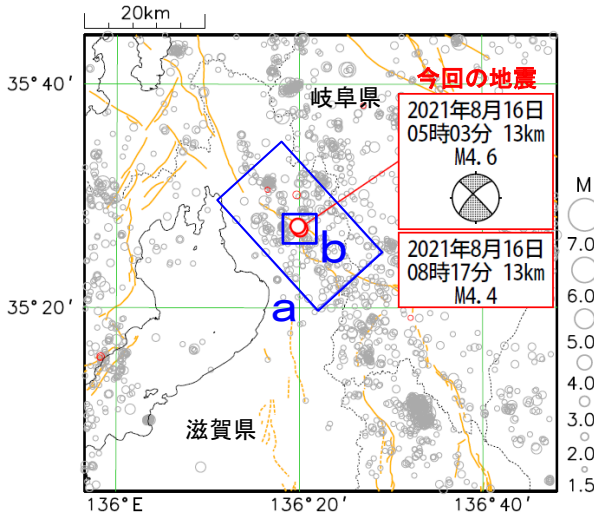 20km
35°40′
岐阜県
今回の地震
2021年8月16日
05時03分 13km
M4.6
2021年8月16日
08時17分 13km
M4.4
b
a
35°20′
滋賀県
136°E
136°20′
136°40′
M
7.0
6.0
5.0
4.0
3.0
2.0
1.5